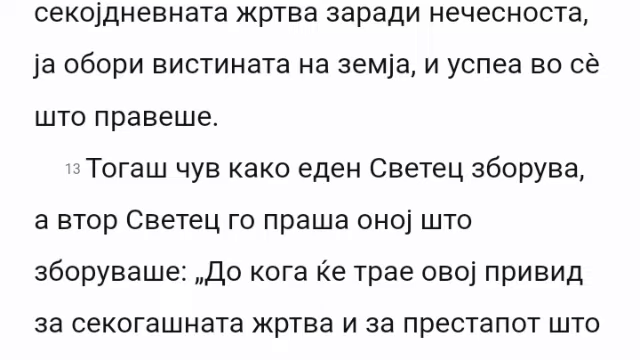 секојдневната жртва заради нечесноста,
ја обори вистината на земја, и успеа во сѐ
што правеше.
13 Тогаш чув како еден Светец зборува,
а втор Светец го праша оној што
зборуваше: „До кога ќе трае овој привид
за секогашната жртва и за престапот што